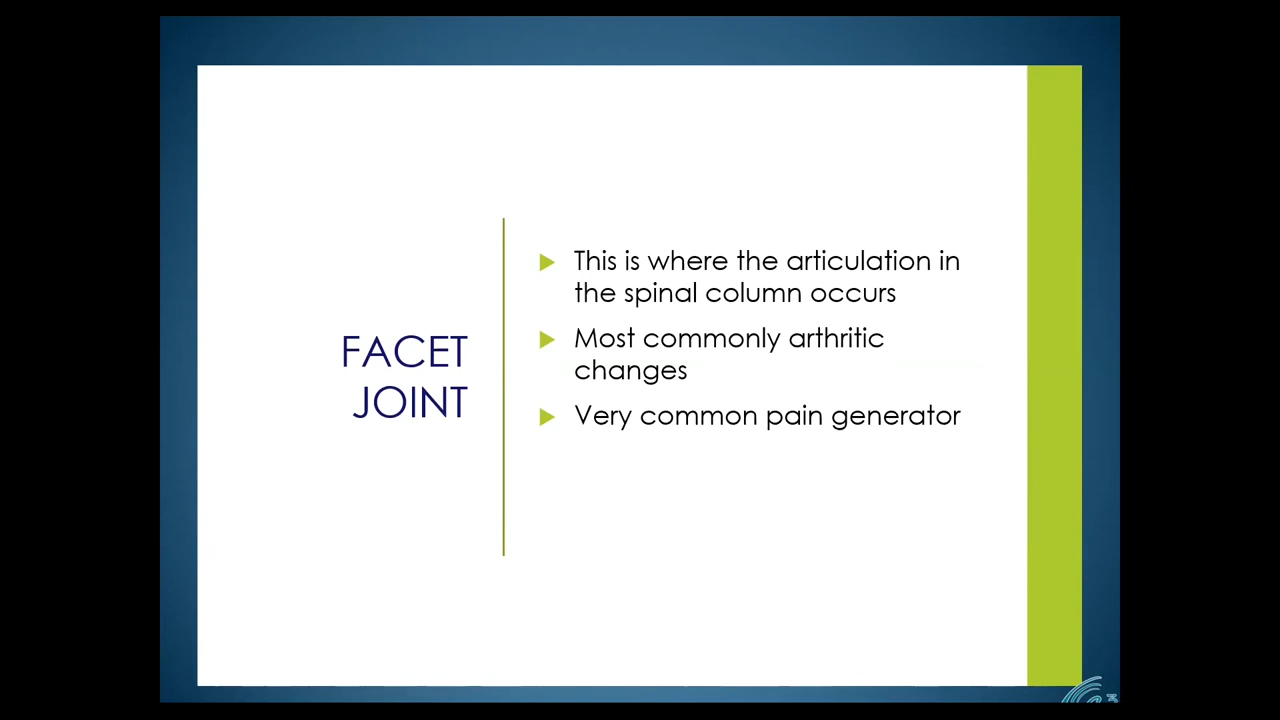 FACET
JOINT
This is where the articulation in
the spinal column occurs
Most commonly arthritic
changes
Very common pain generator
3